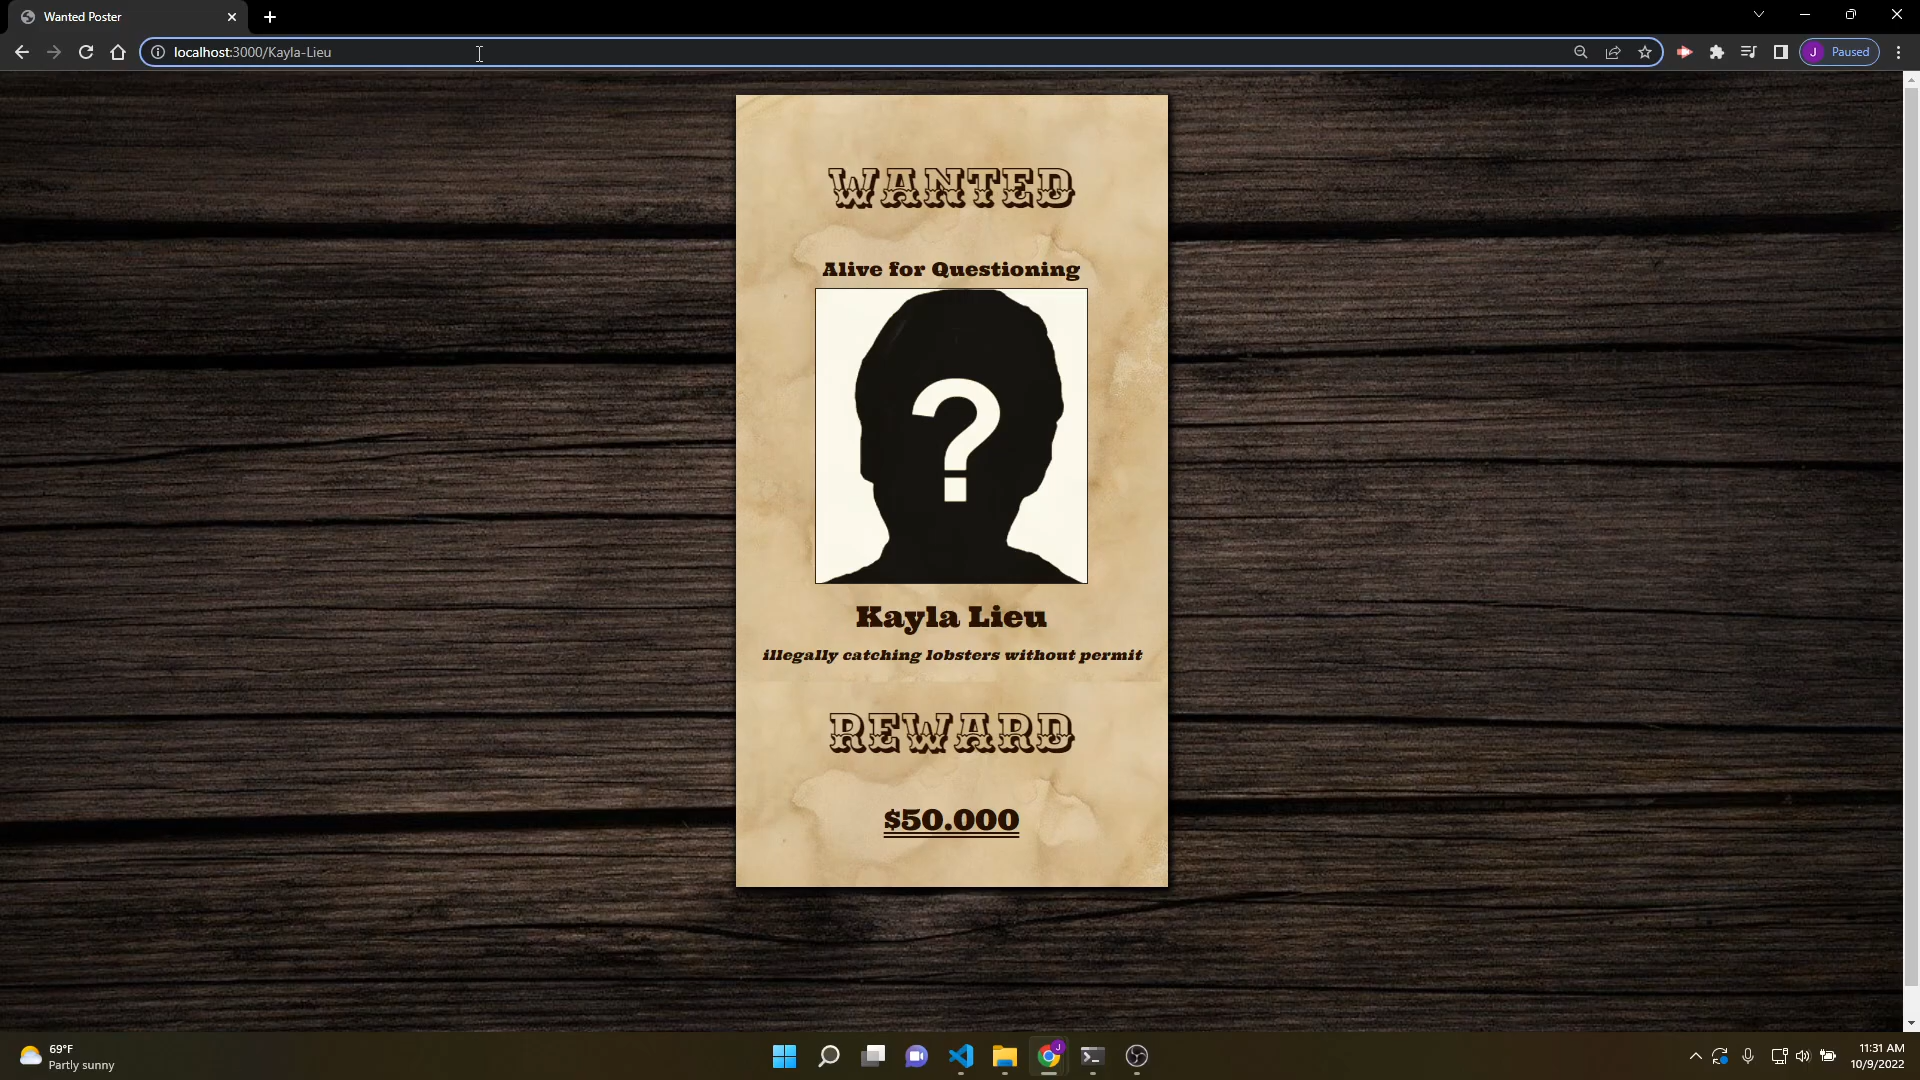 Wanted Poster
localhost:3000/Kayla-Lieu
J Paused
WANTED
Alive for Questioning
?
Kayla Lieu
illegally catching lobsters without permit
REWARD
$50.000
69°F
Partly sunny
J
11:31 AM
10/9/2022